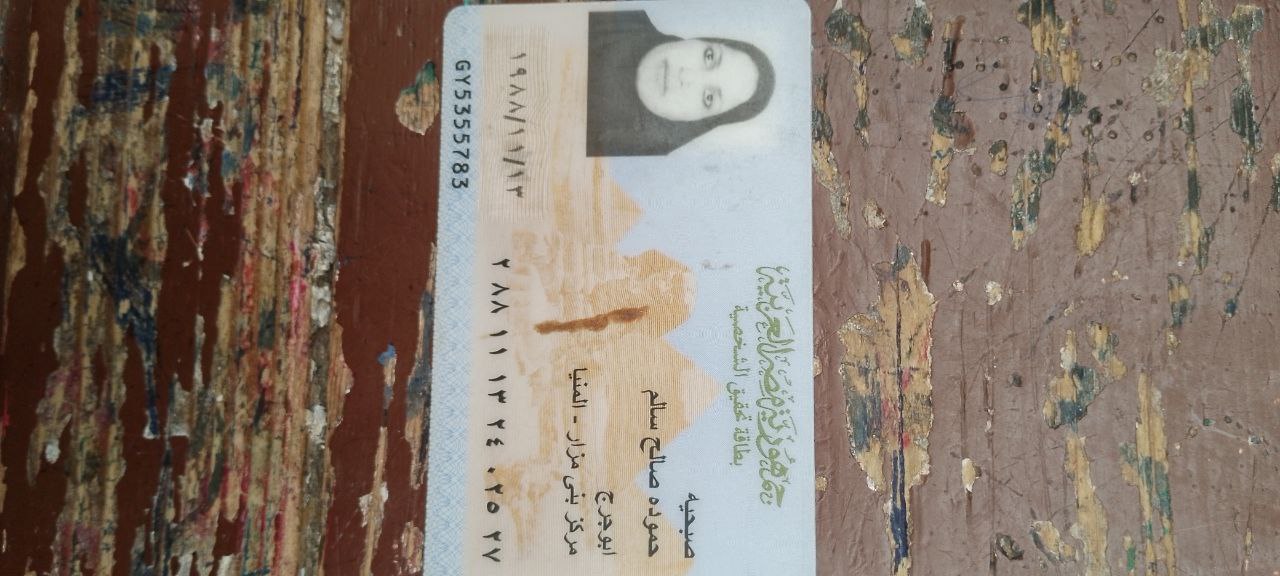 جمهورية مصر العربية
بطاقة تحقيق الشخصية
صبحيه
حموده صالح سالم
ابوجرج
مركز بنى مزار - المنيا
٢ ٨٨ ١١ ١٣ ٢٤ ٠٢٥ ٢٧
١٩٨٨/١١/١٣
GY5355783